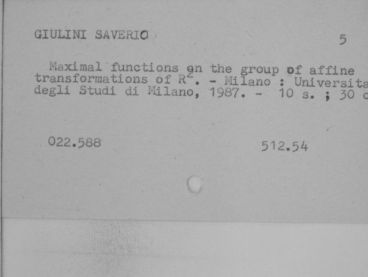 GIULINI SAVERIO 5
Maximal functions on the group of affine
transformations of R². - Milano : Universita
degli Studi di Milano, 1987. - 10 s. ; 30 c
022.588 512.54